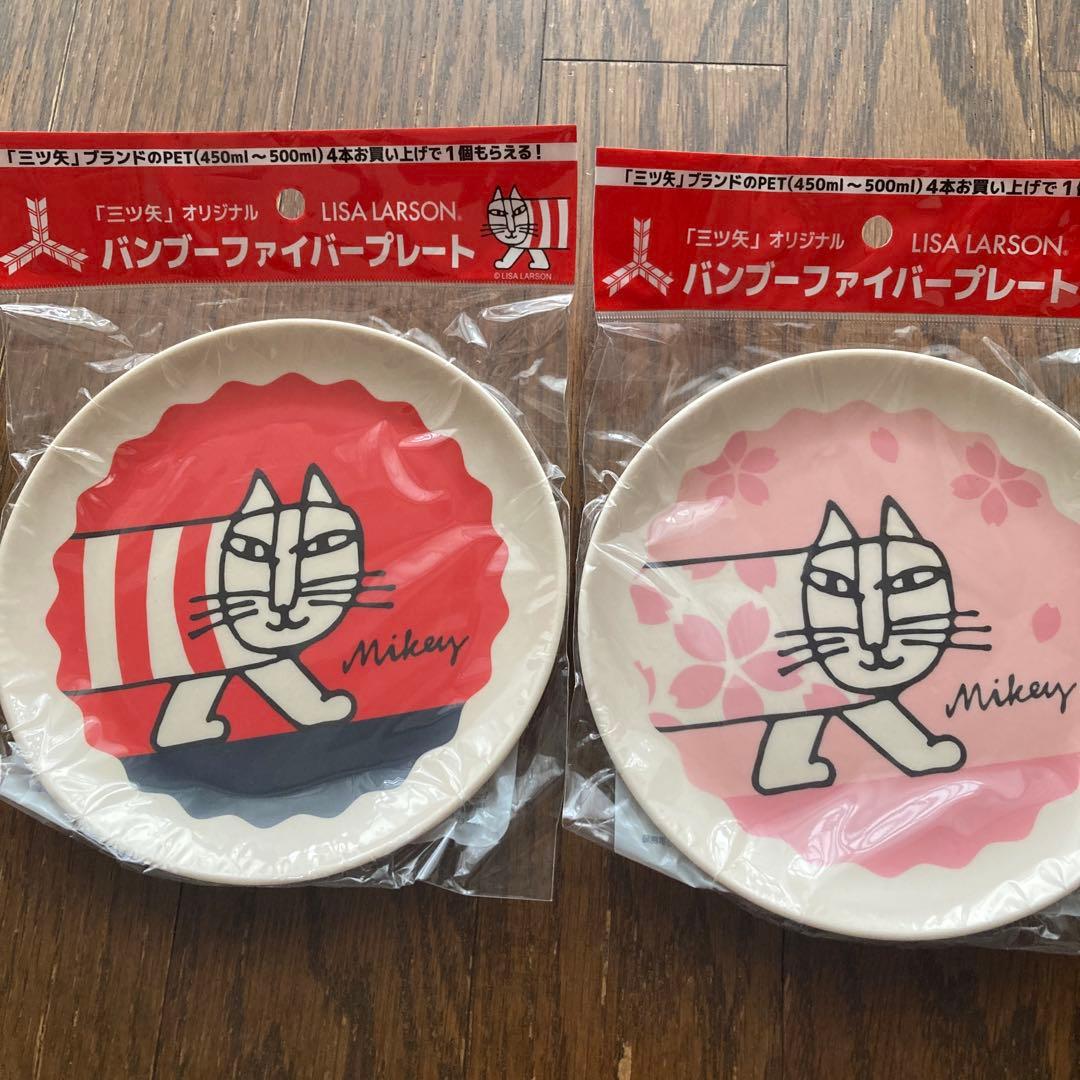 「三ツ矢」ブランドのPET(450ml～500ml)4本お買い上げで1個もらえる!
「三ツ矢」オリジナル LISA LARSON®
バンブーファイバープレート
© LISA LARSON
Mikey
「三ツ矢」ブランドのPET(450ml～500ml)4本お買い上げで1個
「三ツ矢」オリジナル LISA LARSON®
バンブーファイバープレート
Mikey